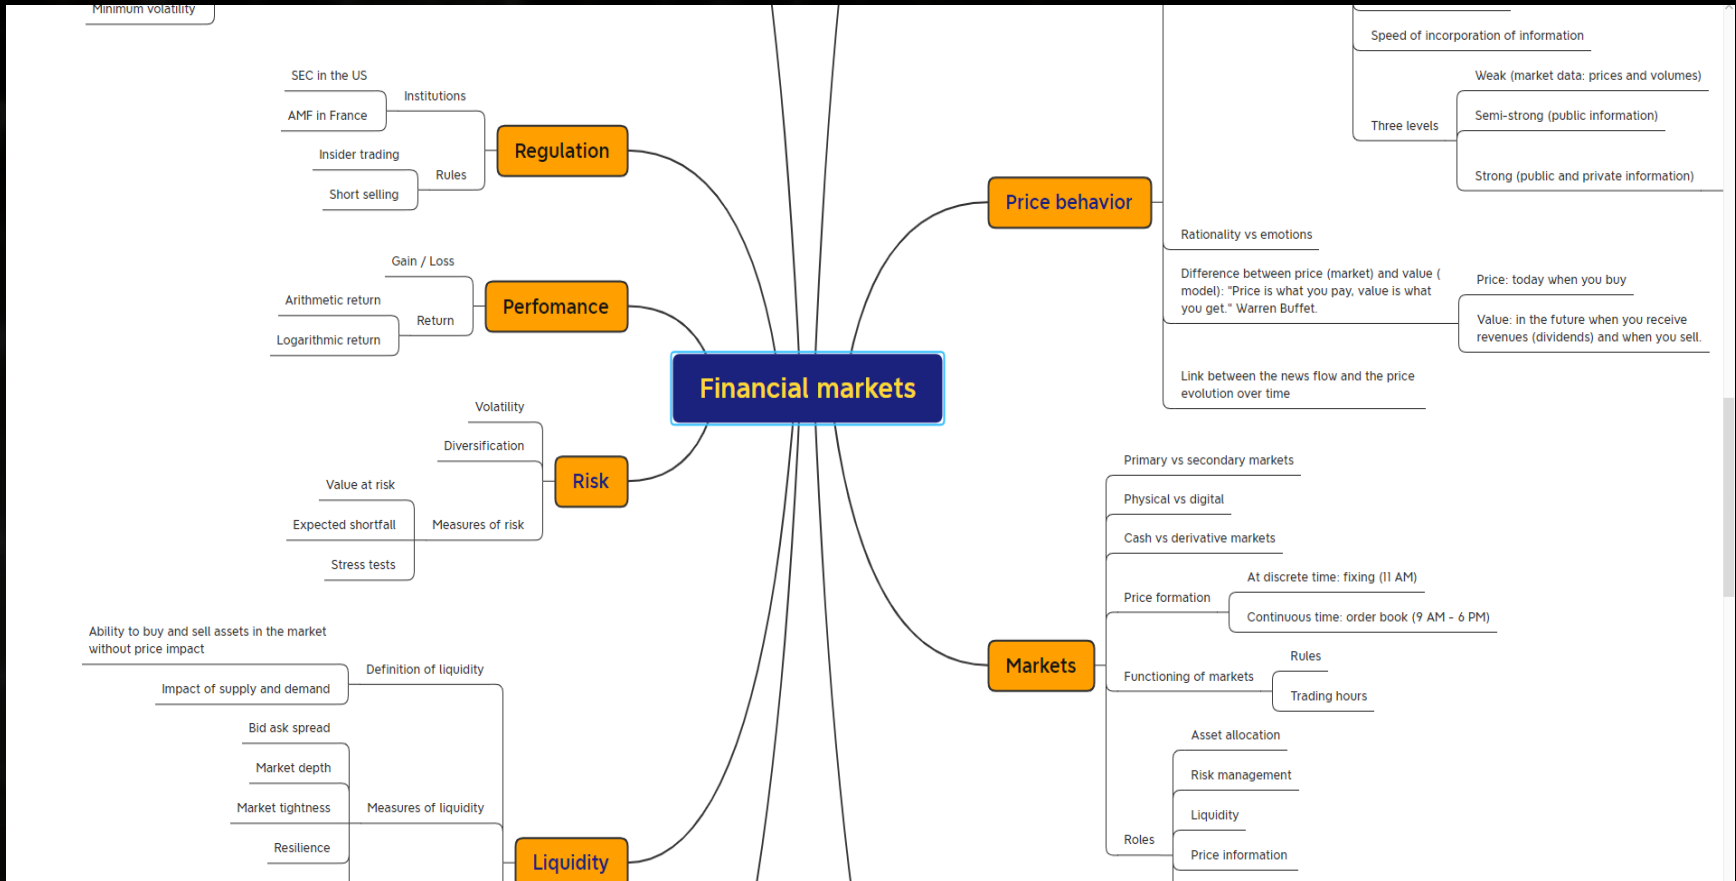 Minimum volatility
SEC in the US
AMF in France
Institutions
Insider trading
Short selling
Rules
Regulation
Gain / Loss
Arithmetic return
Logarithmic return
Return
Perfomance
Volatility
Diversification
Value at risk
Expected shortfall
Stress tests
Measures of risk
Risk
Ability to buy and sell assets in the market
without price impact
Impact of supply and demand
Definition of liquidity
Bid ask spread
Market depth
Market tightness
Resilience
Measures of liquidity
Liquidity
Financial markets
Price behavior
Speed of incorporation of information
Three levels
Weak (market data: prices and volumes)
Semi-strong (public information)
Strong (public and private information)
Rationality vs emotions
Difference between price (market) and value (
model): "Price is what you pay, value is what
you get." Warren Buffet.
Price: today when you buy
Value: in the future when you receive
revenues (dividends) and when you sell.
Link between the news flow and the price
evolution over time
Markets
Primary vs secondary markets
Physical vs digital
Cash vs derivative markets
Price formation
At discrete time: fixing (11 AM)
Continuous time: order book (9 AM - 6 PM)
Functioning of markets
Rules
Trading hours
Roles
Asset allocation
Risk management
Liquidity
Price information